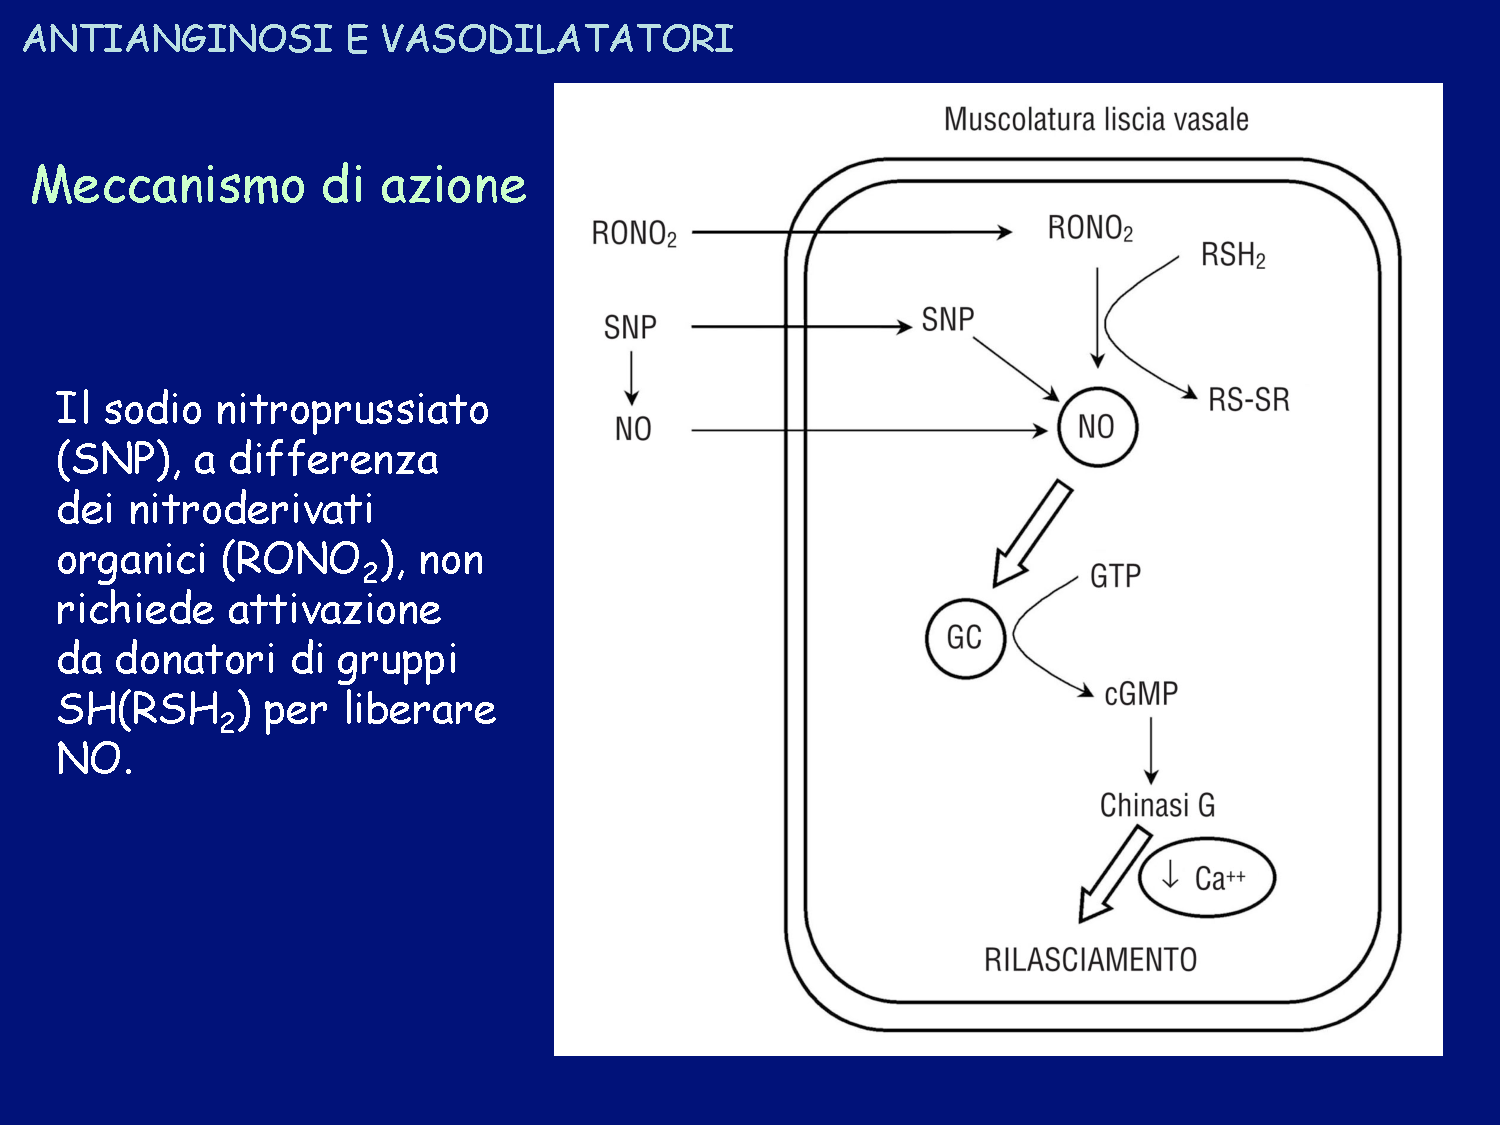 ANTIANGINOSI E VASODILATATORI
Meccanismo di azione
Il sodio nitroprussiato
(SNP), a differenza
dei nitroderivati
organici (RONO₂), non
richiede attivazione
da donatori di gruppi
SH(RSH₂) per liberare
NO.
Muscolatura liscia vasale
RONO₂
RONO₂
RSH₂
SNP
SNP
RS-SR
NO
NO
GTP
GC
cGMP
Chinasi G
↓ Ca⁺⁺
RILASCIAMENTO